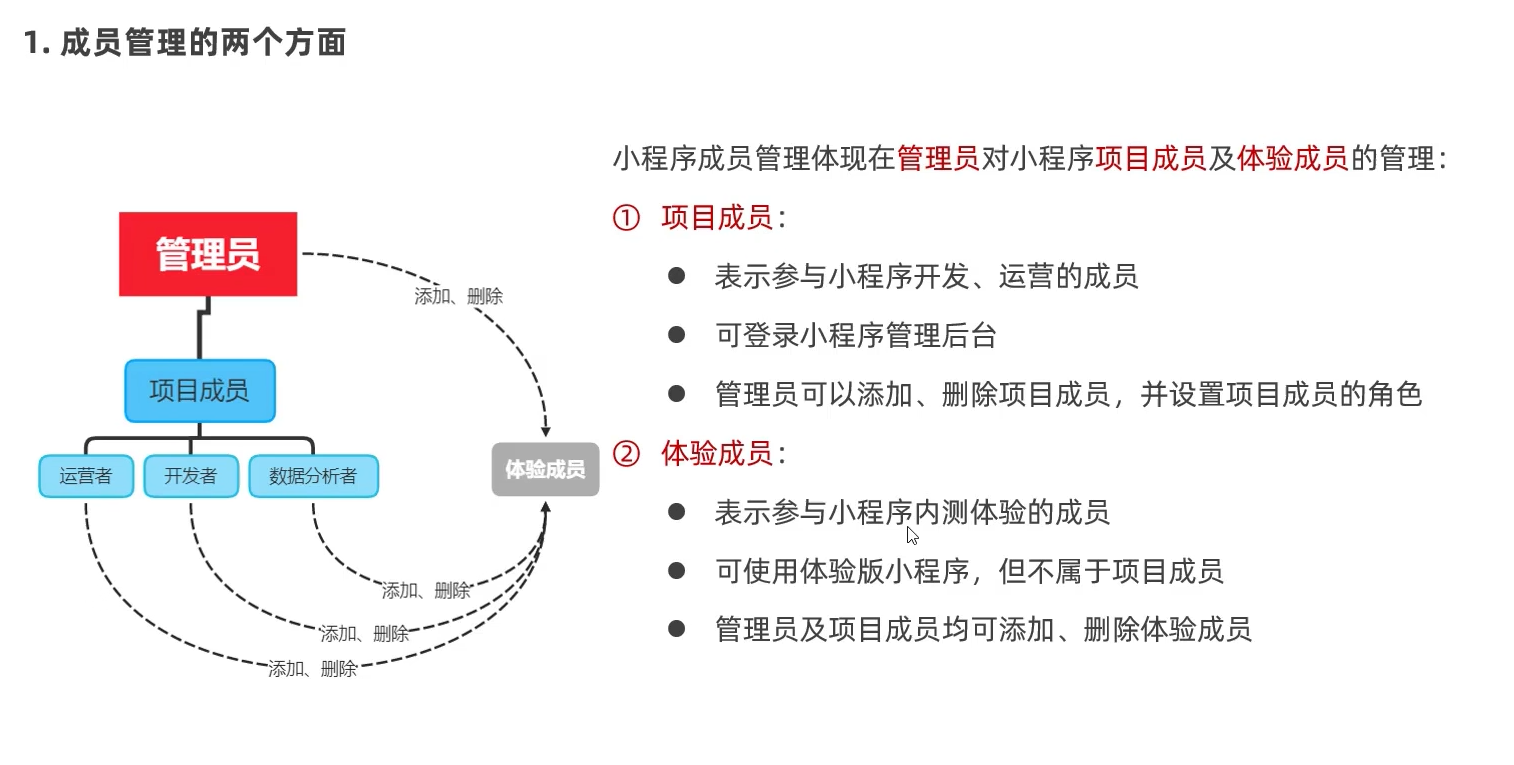 1. 成员管理的两个方面
小程序成员管理体现在管理员对小程序项目成员及体验成员的管理：
① 项目成员：
● 表示参与小程序开发、运营的成员
● 可登录小程序管理后台
● 管理员可以添加、删除项目成员，并设置项目成员的角色
② 体验成员：
● 表示参与小程序内测体验的成员
● 可使用体验版小程序，但不属于项目成员
● 管理员及项目成员均可添加、删除体验成员
管理员
添加、删除
项目成员
运营者
开发者
数据分析者
体验成员
添加、删除
添加、删除
添加、删除